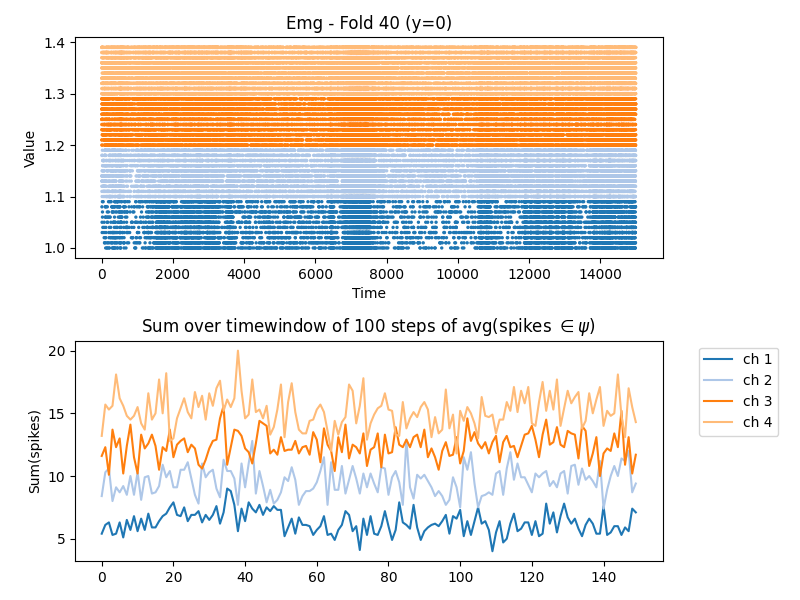 Emg - Fold 40 (y=0)
Value
1.4
1.3
1.2
1.1
1.0
0 2000 4000 6000 8000 10000 12000 14000
Time
Sum over timewindow of 100 steps of avg(spikes ∈ ψ)
Sum(spikes)
20
15
10
5
0 20 40 60 80 100 120 140
ch 1
ch 2
ch 3
ch 4